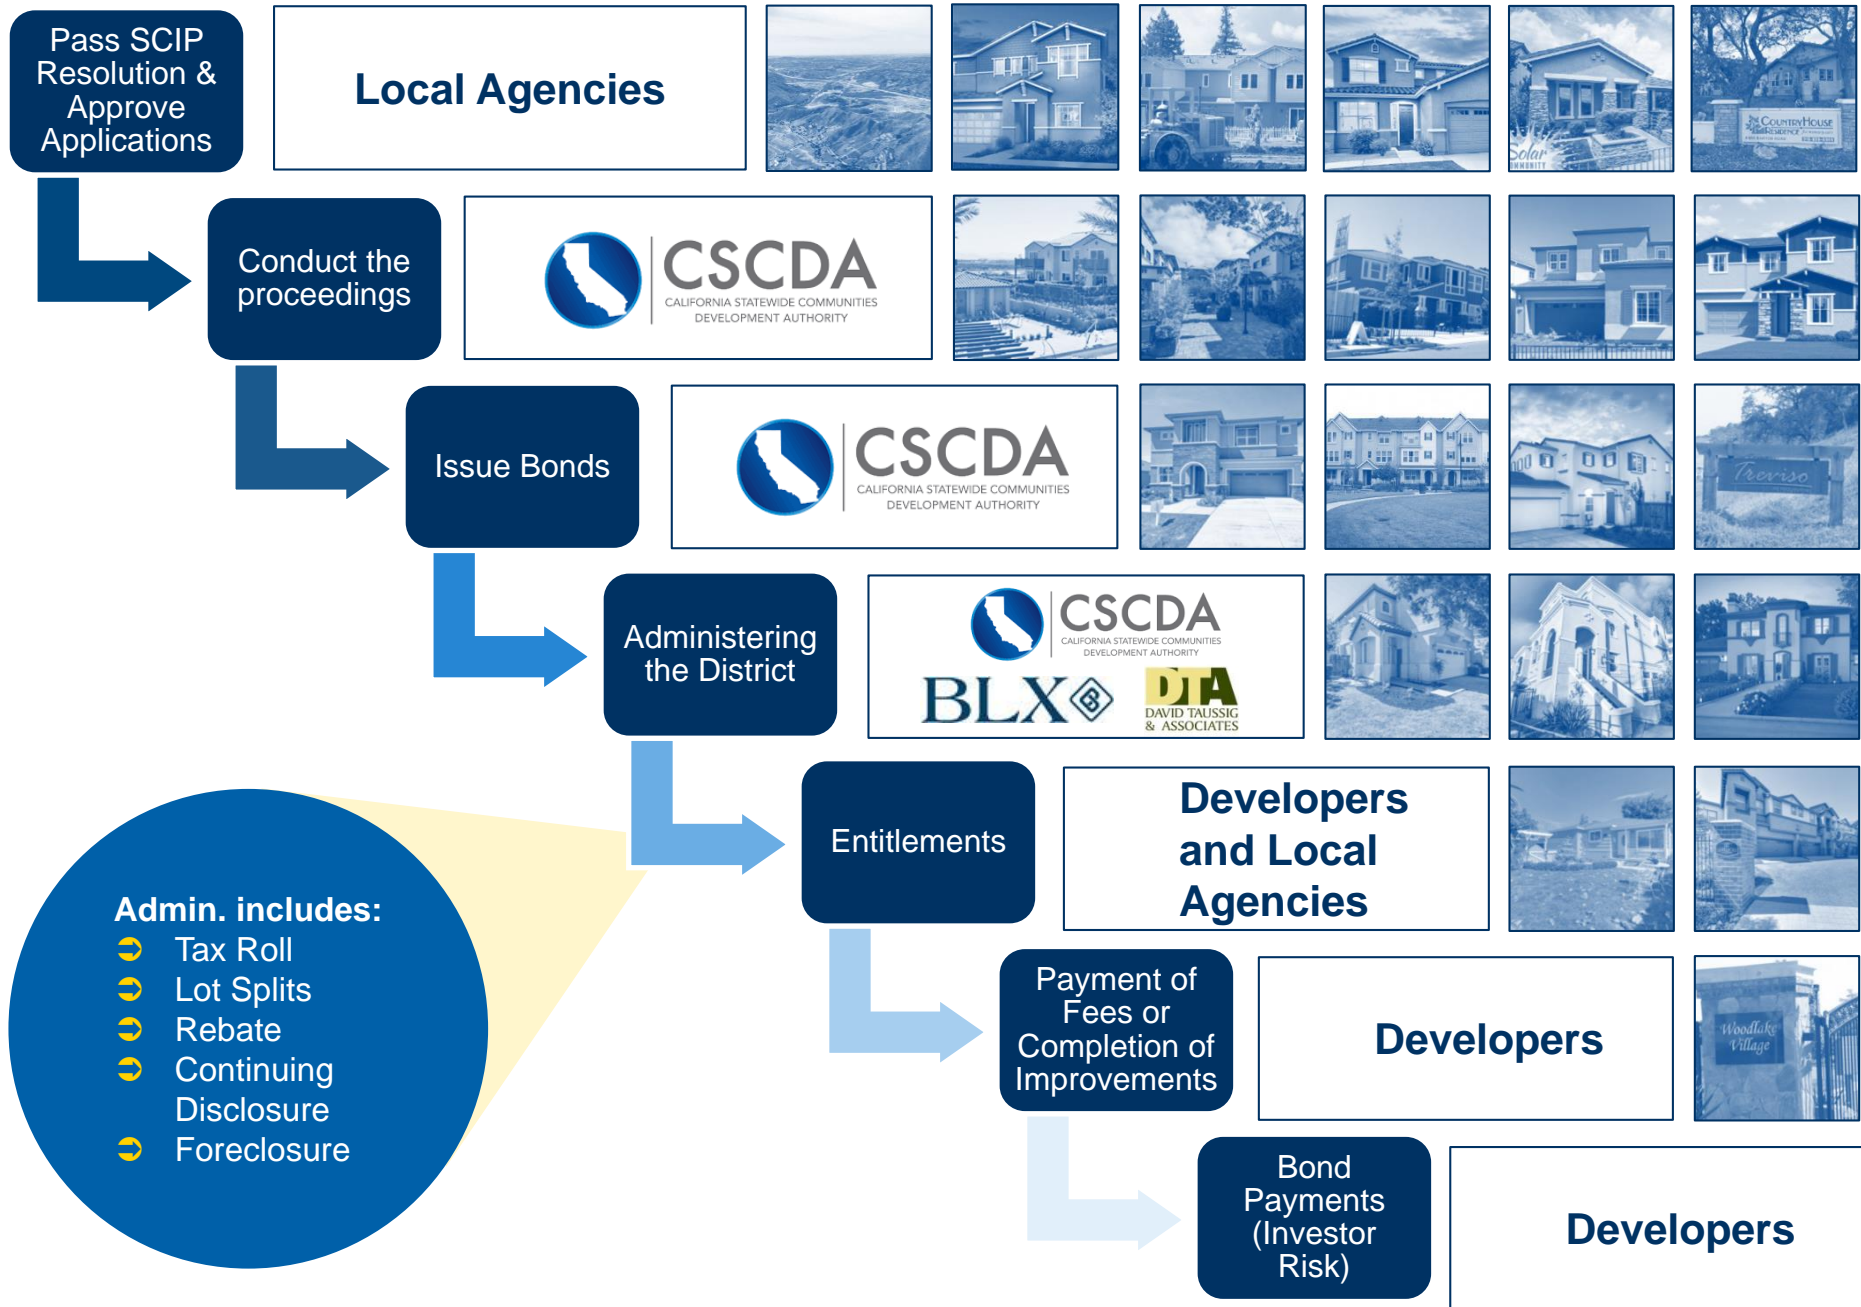 Pass SCIP
Resolution &
Approve
Applications
Local Agencies
Solar
COMMUNITY
COUNTRYHOUSE
RESIDENCE
Conduct the
proceedings
CSCDA
CALIFORNIA STATEWIDE COMMUNITIES
DEVELOPMENT AUTHORITY
Issue Bonds
CSCDA
CALIFORNIA STATEWIDE COMMUNITIES
DEVELOPMENT AUTHORITY
Treviso
Administering
the District
CSCDA
CALIFORNIA STATEWIDE COMMUNITIES
DEVELOPMENT AUTHORITY
BLX
DTA
DAVID TAUSSIG
& ASSOCIATES
Entitlements
Developers
and Local
Agencies
Admin. includes:
Tax Roll
Lot Splits
Rebate
Continuing
Disclosure
Foreclosure
Payment of
Fees or
Completion of
Improvements
Developers
Woodlake
Village
Bond
Payments
(Investor
Risk)
Developers